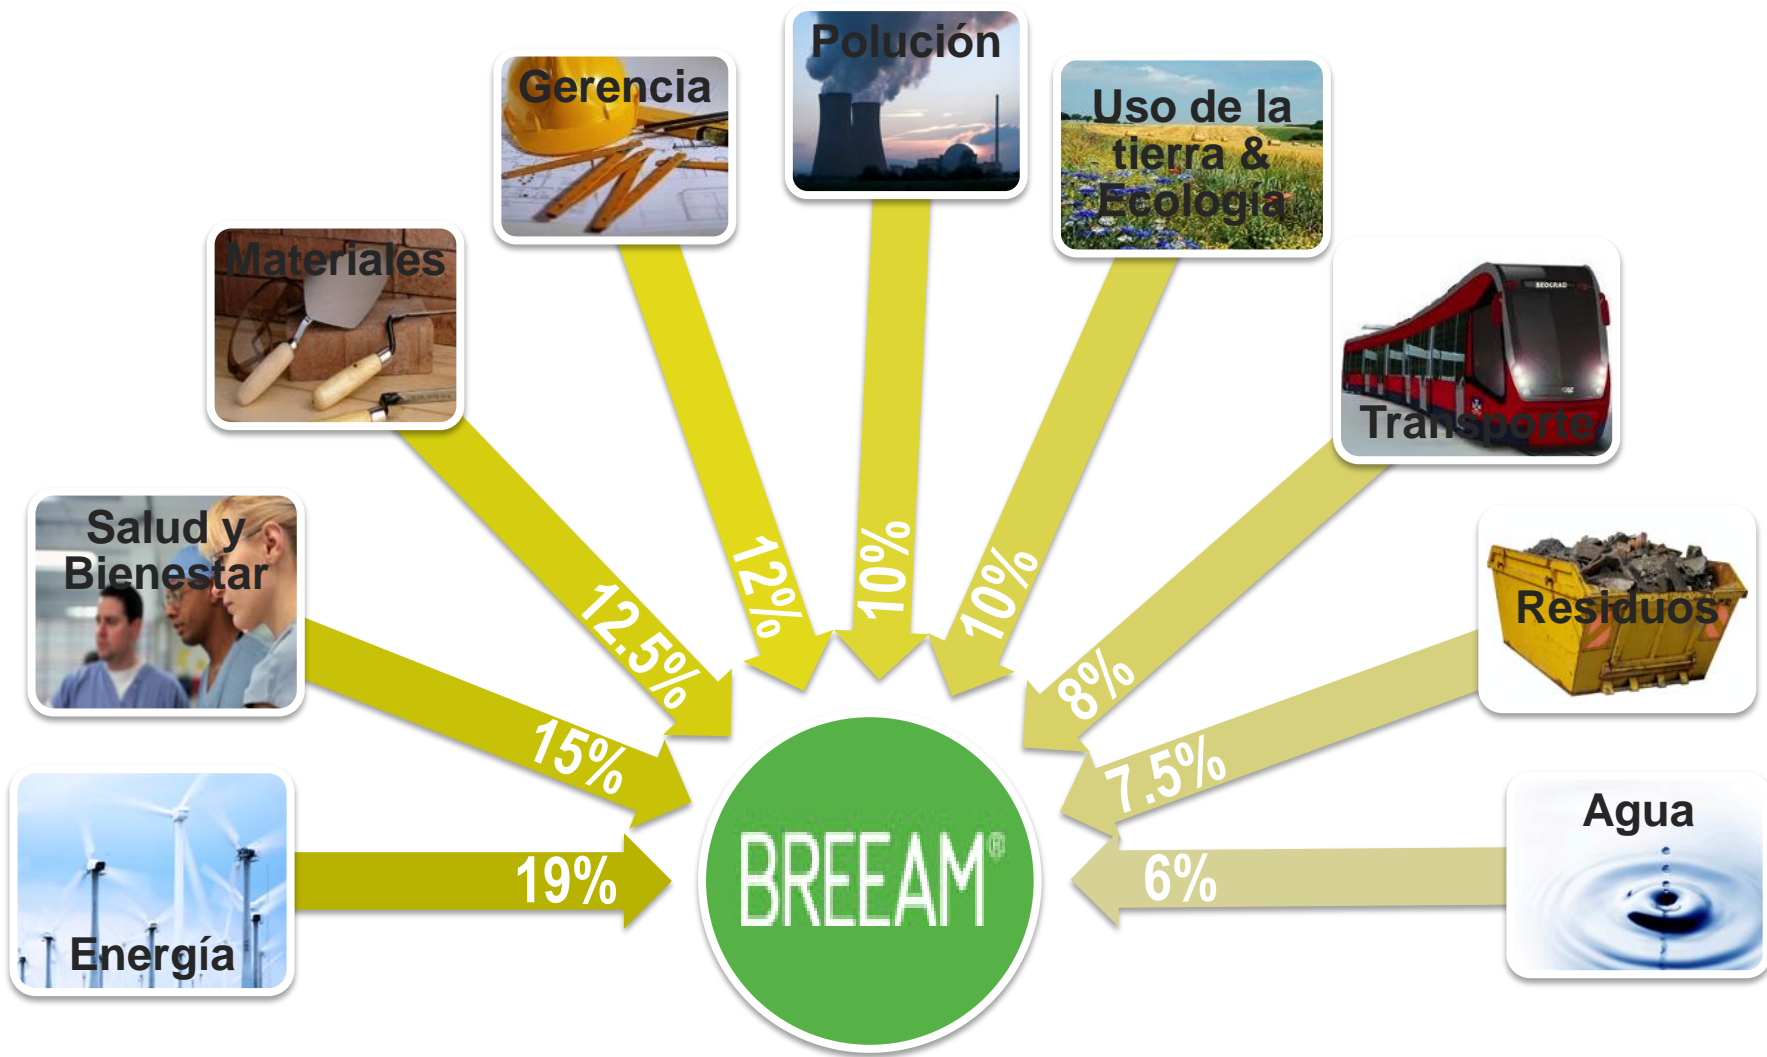 Polución
Gerencia
Uso de la
tierra &
Ecología
Materiales
BEOGRAD
Transporte
Salud y
Bienestar
Residuos
Energía
Agua
19%
15%
12.5%
12%
10%
10%
8%
7.5%
6%
BREEAM®